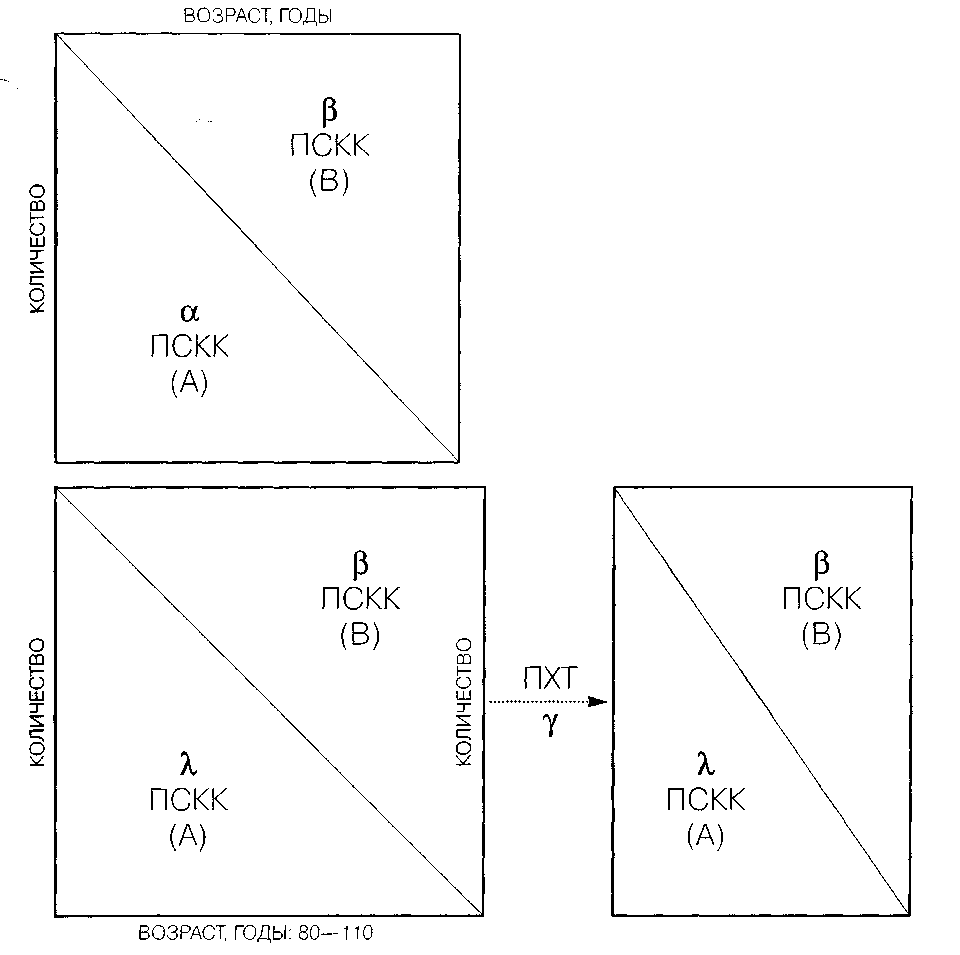 ВОЗРАСТ, ГОДЫ
КОЛИЧЕСТВО
β
ПСКК
(В)
α
ПСКК
(А)
КОЛИЧЕСТВО
β
ПСКК
(В)
λ
ПСКК
(А)
КОЛИЧЕСТВО
ВОЗРАСТ, ГОДЫ: 80—110
ПХТ
γ
β
ПСКК
(В)
λ
ПСКК
(А)